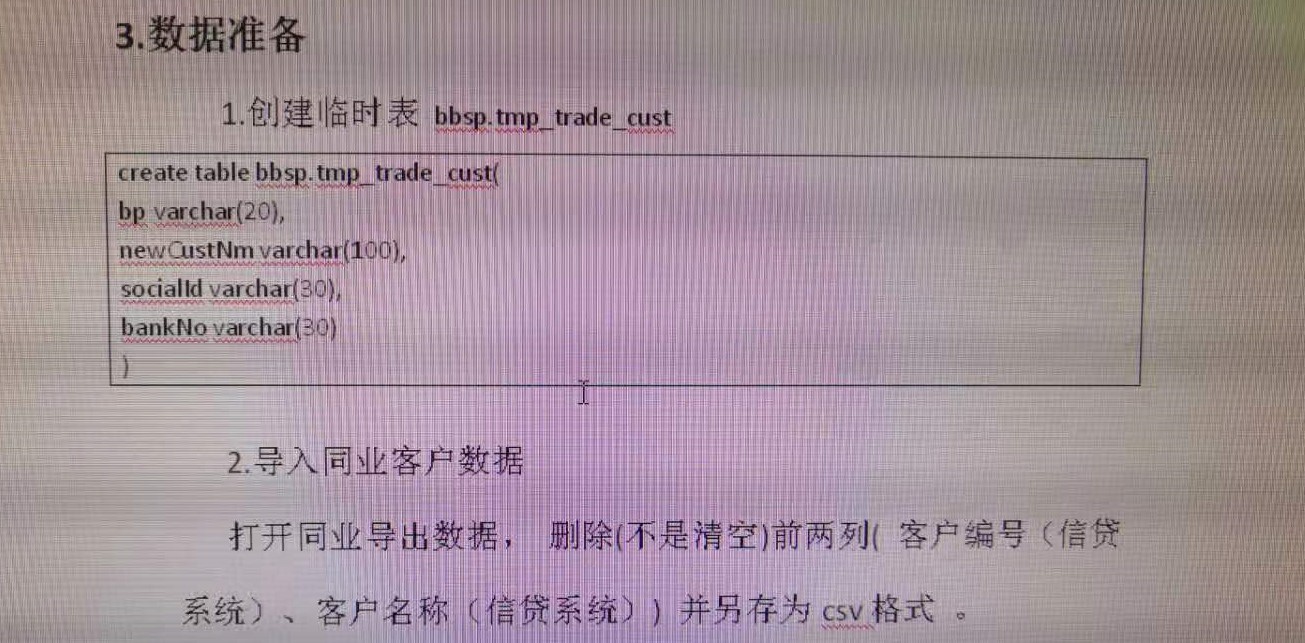 3.数据准备
1.创建临时表 bbsp.tmp_trade_cust
create table bbsp.tmp_trade_cust(
bp varchar(20),
newCustNm varchar(100),
socialId varchar(30),
bankNo varchar(30)
)
2.导入同业客户数据
打开同业导出数据， 删除(不是清空)前两列( 客户编号（信贷
系统）、客户名称（信贷系统）) 并另存为 csv 格式 。